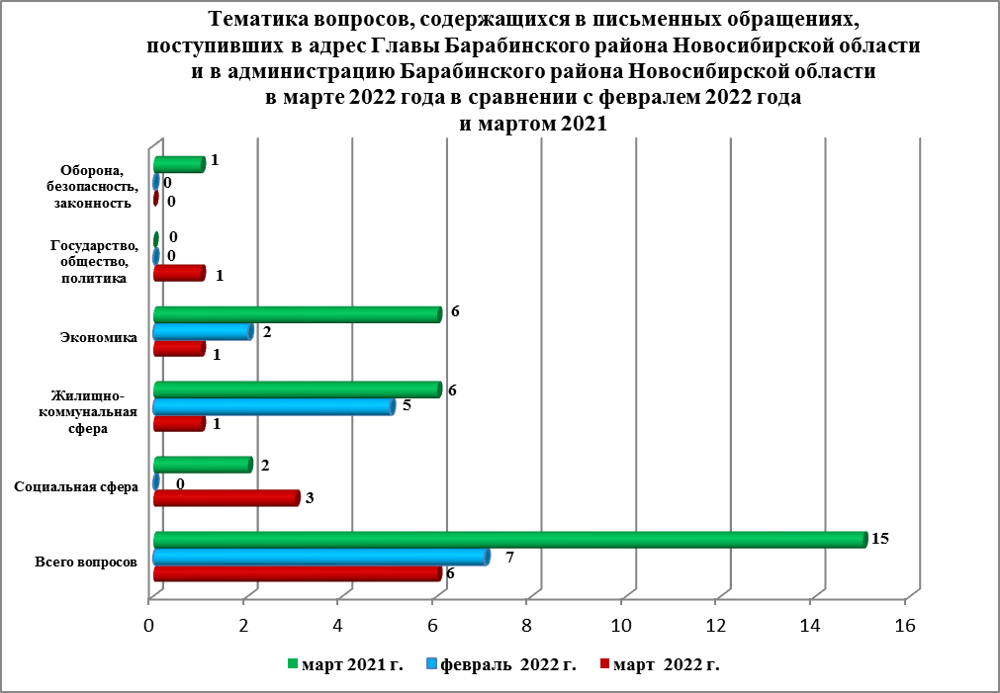 Тематика вопросов, содержащихся в письменных обращениях,
поступивших в адрес Главы Барабинского района Новосибирской области
и в администрацию Барабинского района Новосибирской области
в марте 2022 года в сравнении с февралем 2022 года
и мартом 2021
Оборона,
безопасность,
законность
1
0
0
Государство,
общество,
политика
0
0
1
Экономика
6
2
1
Жилищно-
коммунальная
сфера
6
5
1
Социальная сфера
2
0
3
Всего вопросов
15
7
6
0 2 4 6 8 10 12 14 16
март 2021 г. февраль 2022 г. март 2022 г.